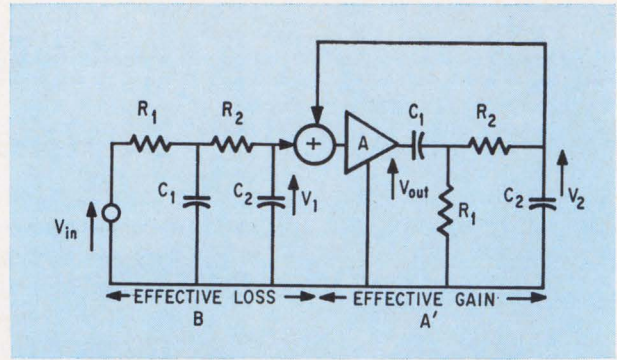 R1
R2
C1
C2
Vin
V1
+
A
C1
Vout
R1
R2
C2
V2
EFFECTIVE LOSS
B
EFFECTIVE GAIN
A'